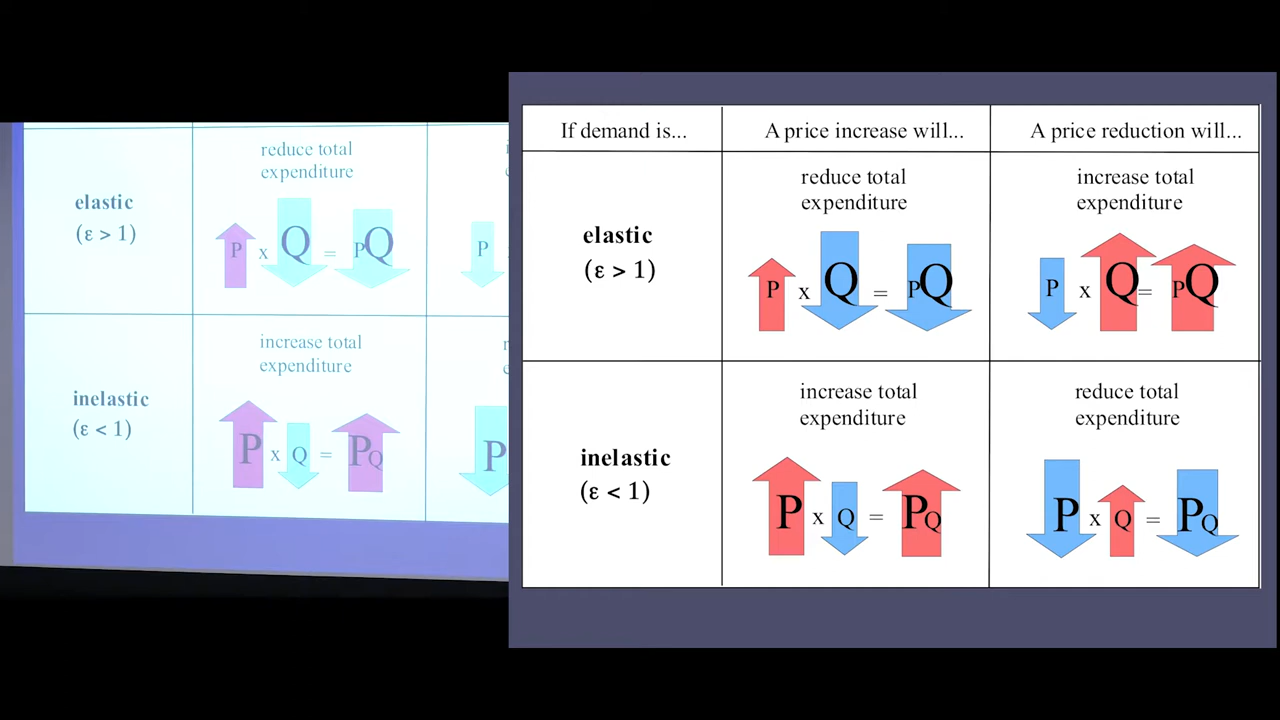 reduce total
expenditure
elastic
(ε > 1)
P x Q = PQ
P
increase total
expenditure
inelastic
(ε < 1)
P x Q = PQ
P
If demand is...
A price increase will...
A price reduction will...
elastic
(ε > 1)
reduce total
expenditure
P x Q = PQ
increase total
expenditure
P x Q = PQ
inelastic
(ε < 1)
increase total
expenditure
P x Q = PQ
reduce total
expenditure
P x Q = PQ